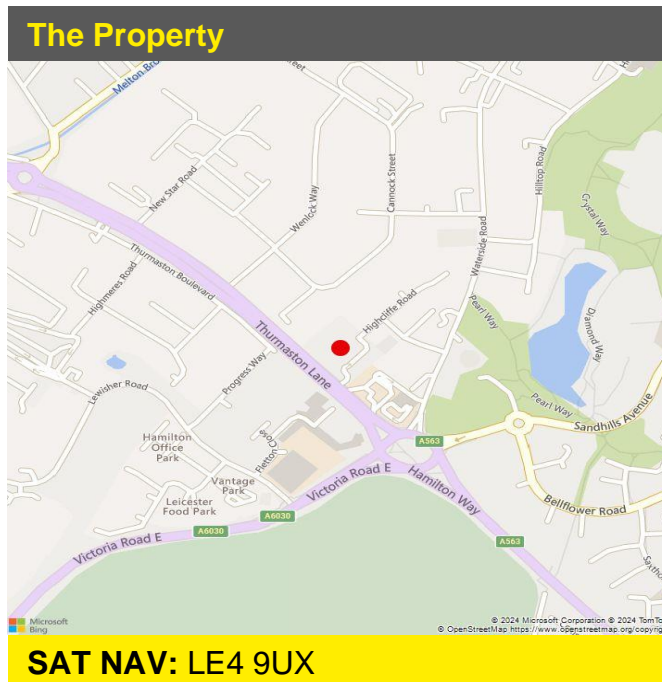 The Property
Melton Bro
Street
New Star Road
Wenlock Way
Cannock Street
Hilltop Road
Crystal Way
Waterside Road
Thurmaston Boulevard
Highmeres Road
Highcliffe Road
Pearl Way
Diamond Way
Thurmaston Lane
Progress Way
Lewisher Road
Pearl Way
Sandhills Avenue
A563
Hamilton
Office
Park
Fletton Close
Vantage
Park
Victoria Road E
Hamilton Way
Bellflower Road
Leicester
Food Park
A6030
A6030
A563
Victoria Road E
Microsoft
Bing
© 2024 Microsoft Corporation © 2024 TomTo
© OpenStreetMap https://www.openstreetmap.org/copyrig
SAT NAV: LE4 9UX